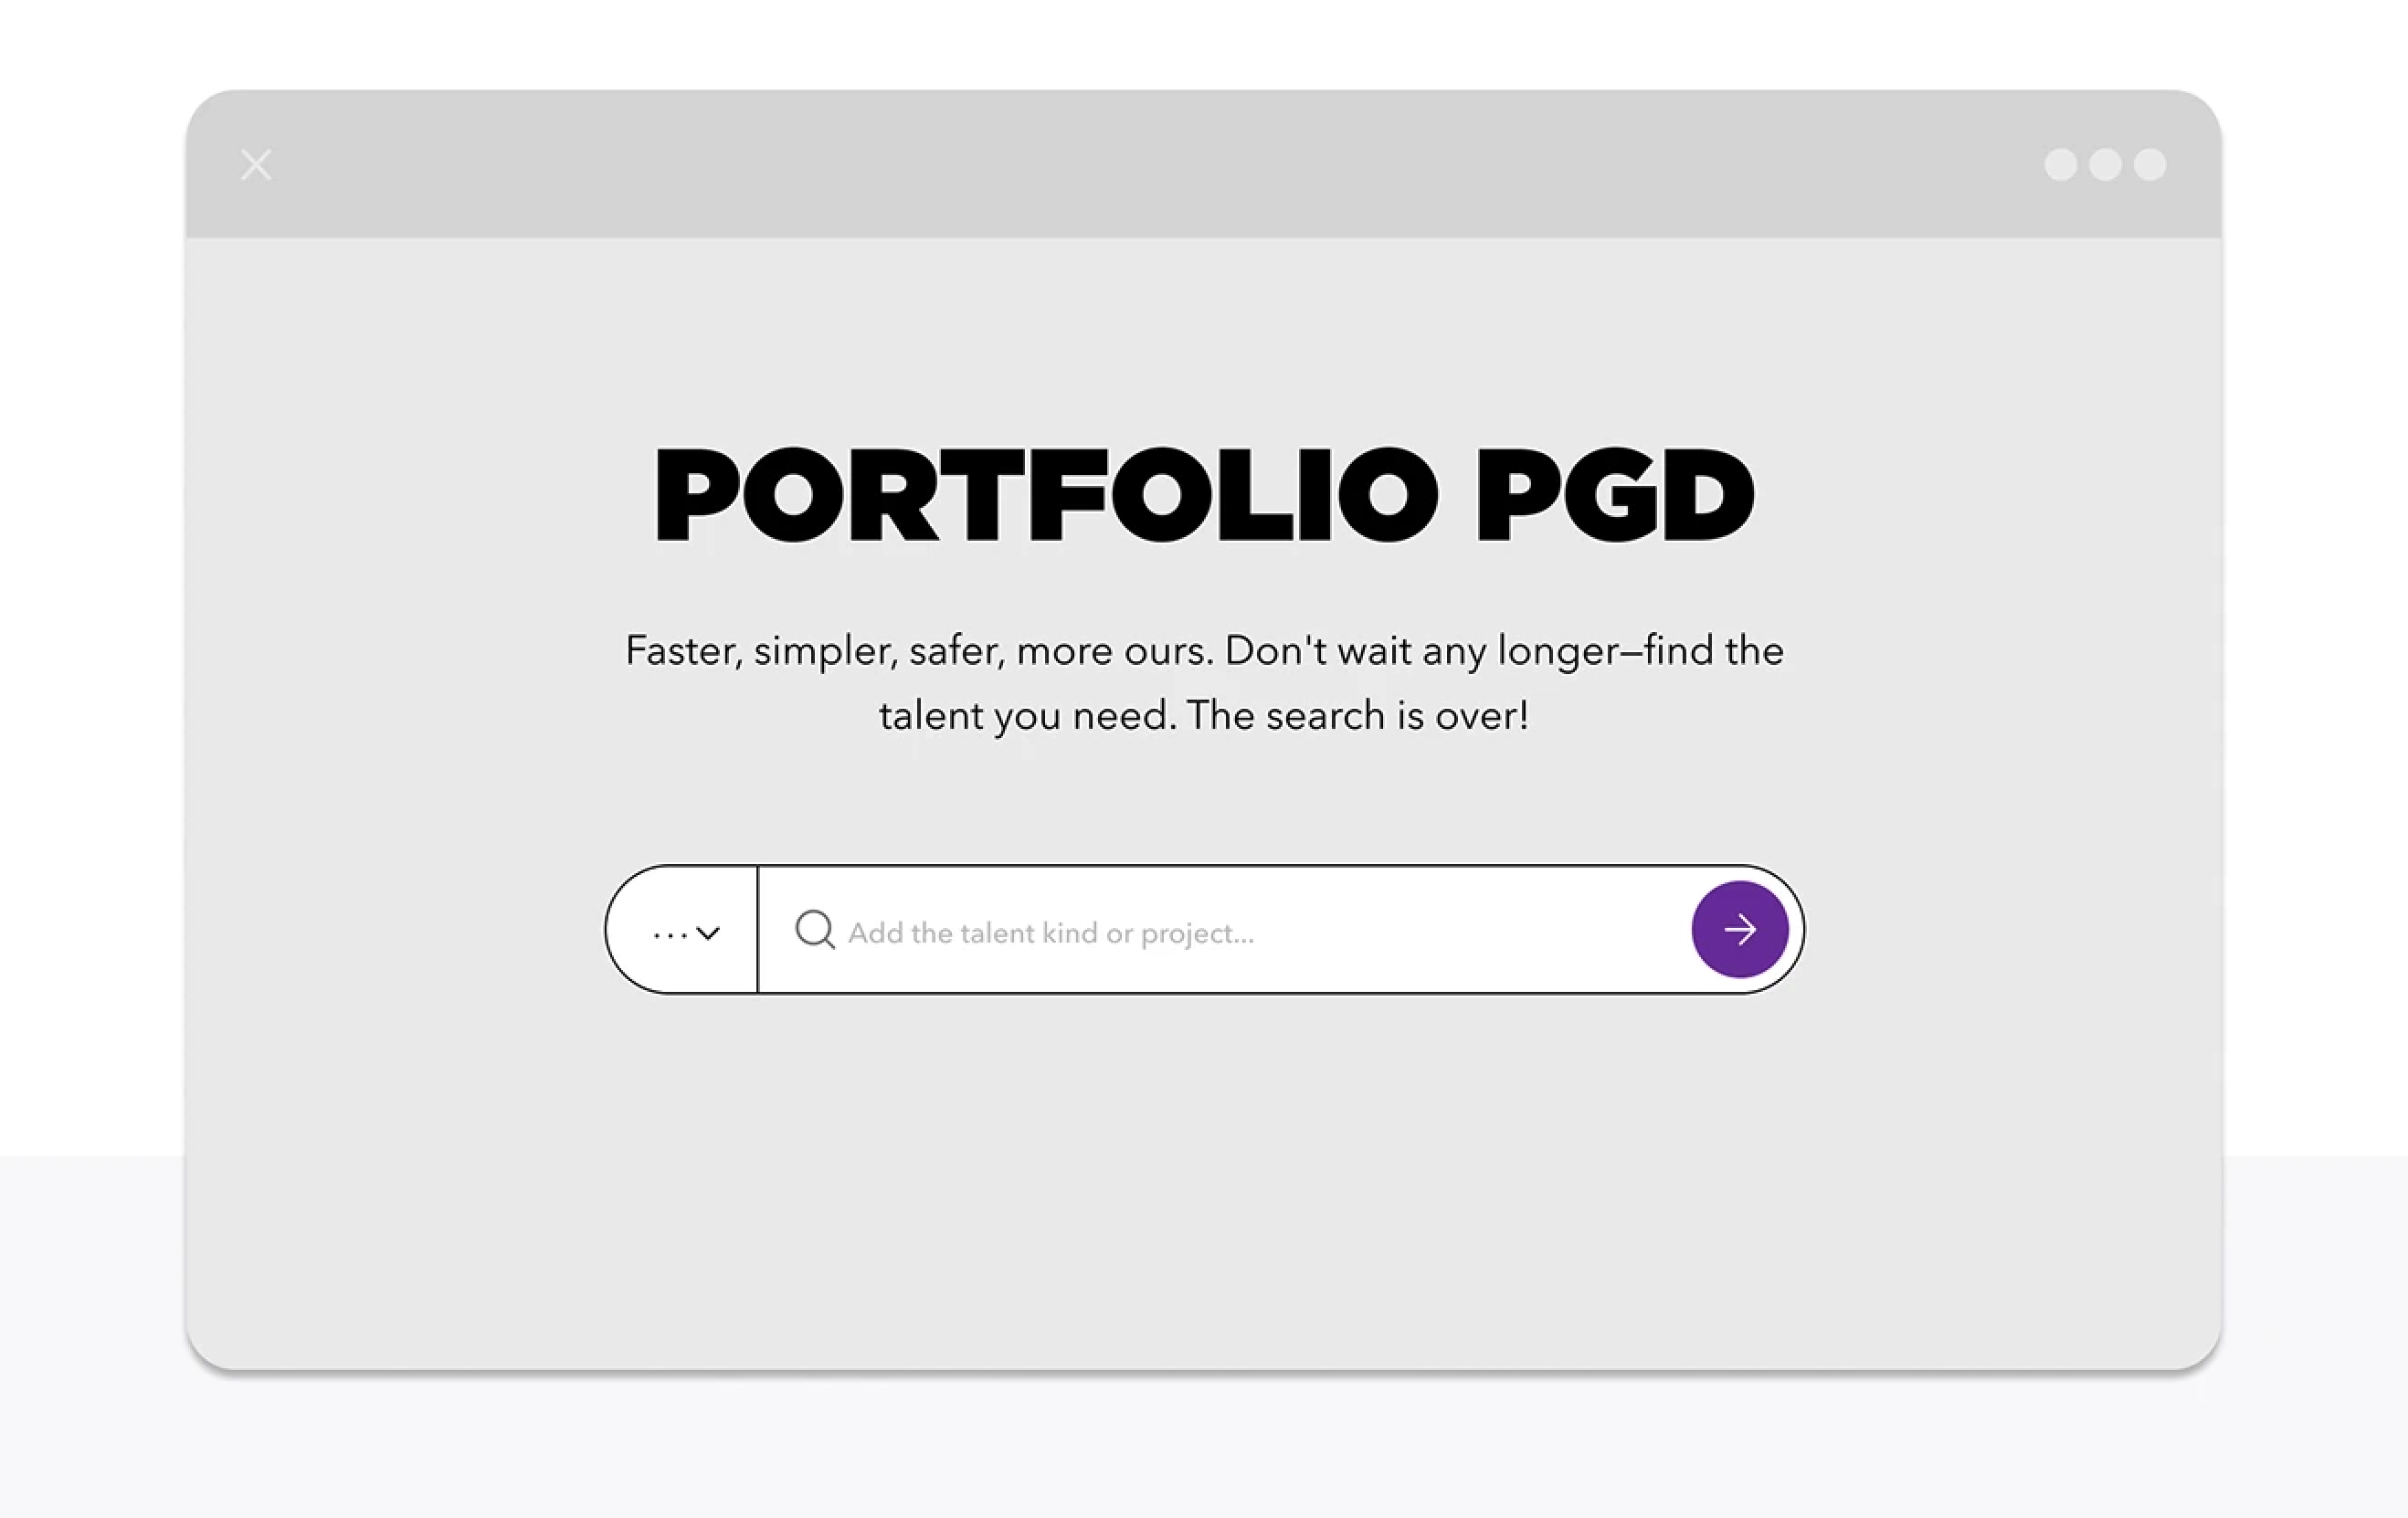 PORTFOLIO PGD
Faster, simpler, safer, more ours. Don't wait any longer–find the
talent you need. The search is over!
... Add the talent kind or project...